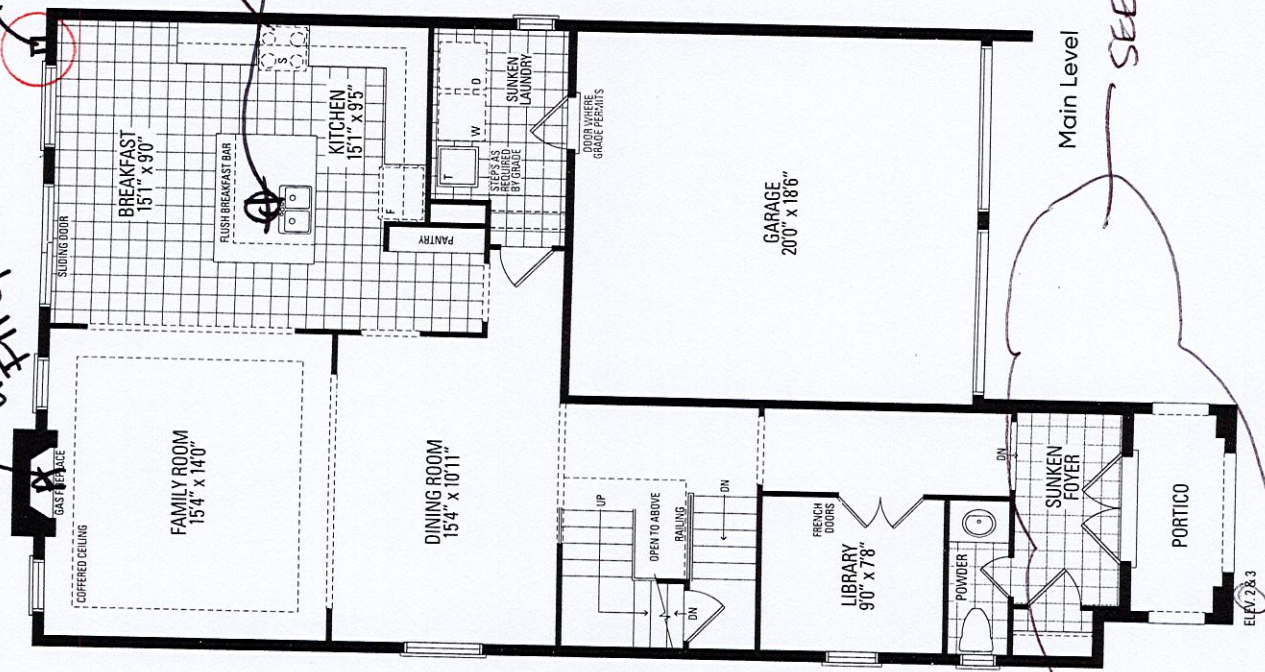 SLIDING DOOR
BREAKFAST
15'1" x 9'0"
FLUSH BREAKFAST BAR
S
KITCHEN
15'1" x 9'5"
F
PANTRY
D
W
T
SUNKEN
LAUNDRY
STEPS AS
REQUIRED
BY GRADE
DOOR WHERE
GRADE PERMITS
GAS FIREPLACE
COFFERED CEILING
FAMILY ROOM
15'4" x 14'0"
DINING ROOM
15'4" x 10'11"
GARAGE
20'0" x 18'6"
Main Level
SEE
UP
OPEN TO ABOVE
RAILING
DN
DN
FRENCH
DOORS
LIBRARY
9'0" x 7'8"
POWDER
DN
SUNKEN
FOYER
PORTICO
ELEV. 2 & 3